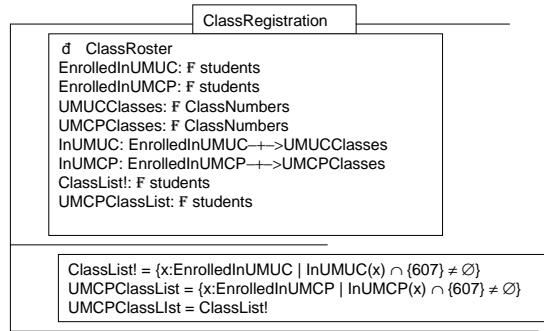 ClassRegistration
đ ClassRoster
EnrolledInUMUC: ₣ students
EnrolledInUMCP: ₣ students
UMUCClasses: ₣ ClassNumbers
UMCPClasses: ₣ ClassNumbers
InUMUC: EnrolledInUMUC–+–>UMUCClasses
InUMCP: EnrolledInUMCP–+–>UMCPClasses
ClassList!: ₣ students
UMCPClassList: ₣ students
ClassList! = {x:EnrolledInUMUC | InUMUC(x) ∩ {607} ≠ ∅}
UMCPClassList = {x:EnrolledInUMCP | InUMCP(x) ∩ {607} ≠ ∅}
UMCPClassLIst = ClassList!